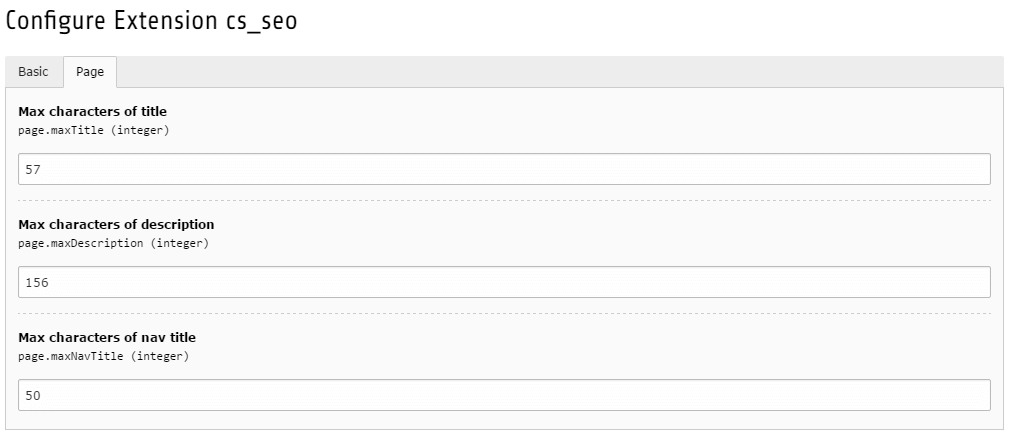 Configure Extension cs_seo
Basic Page
Max characters of title
page.maxTitle (integer)
57
Max characters of description
page.maxDescription (integer)
156
Max characters of nav title
page.maxNavTitle (integer)
50